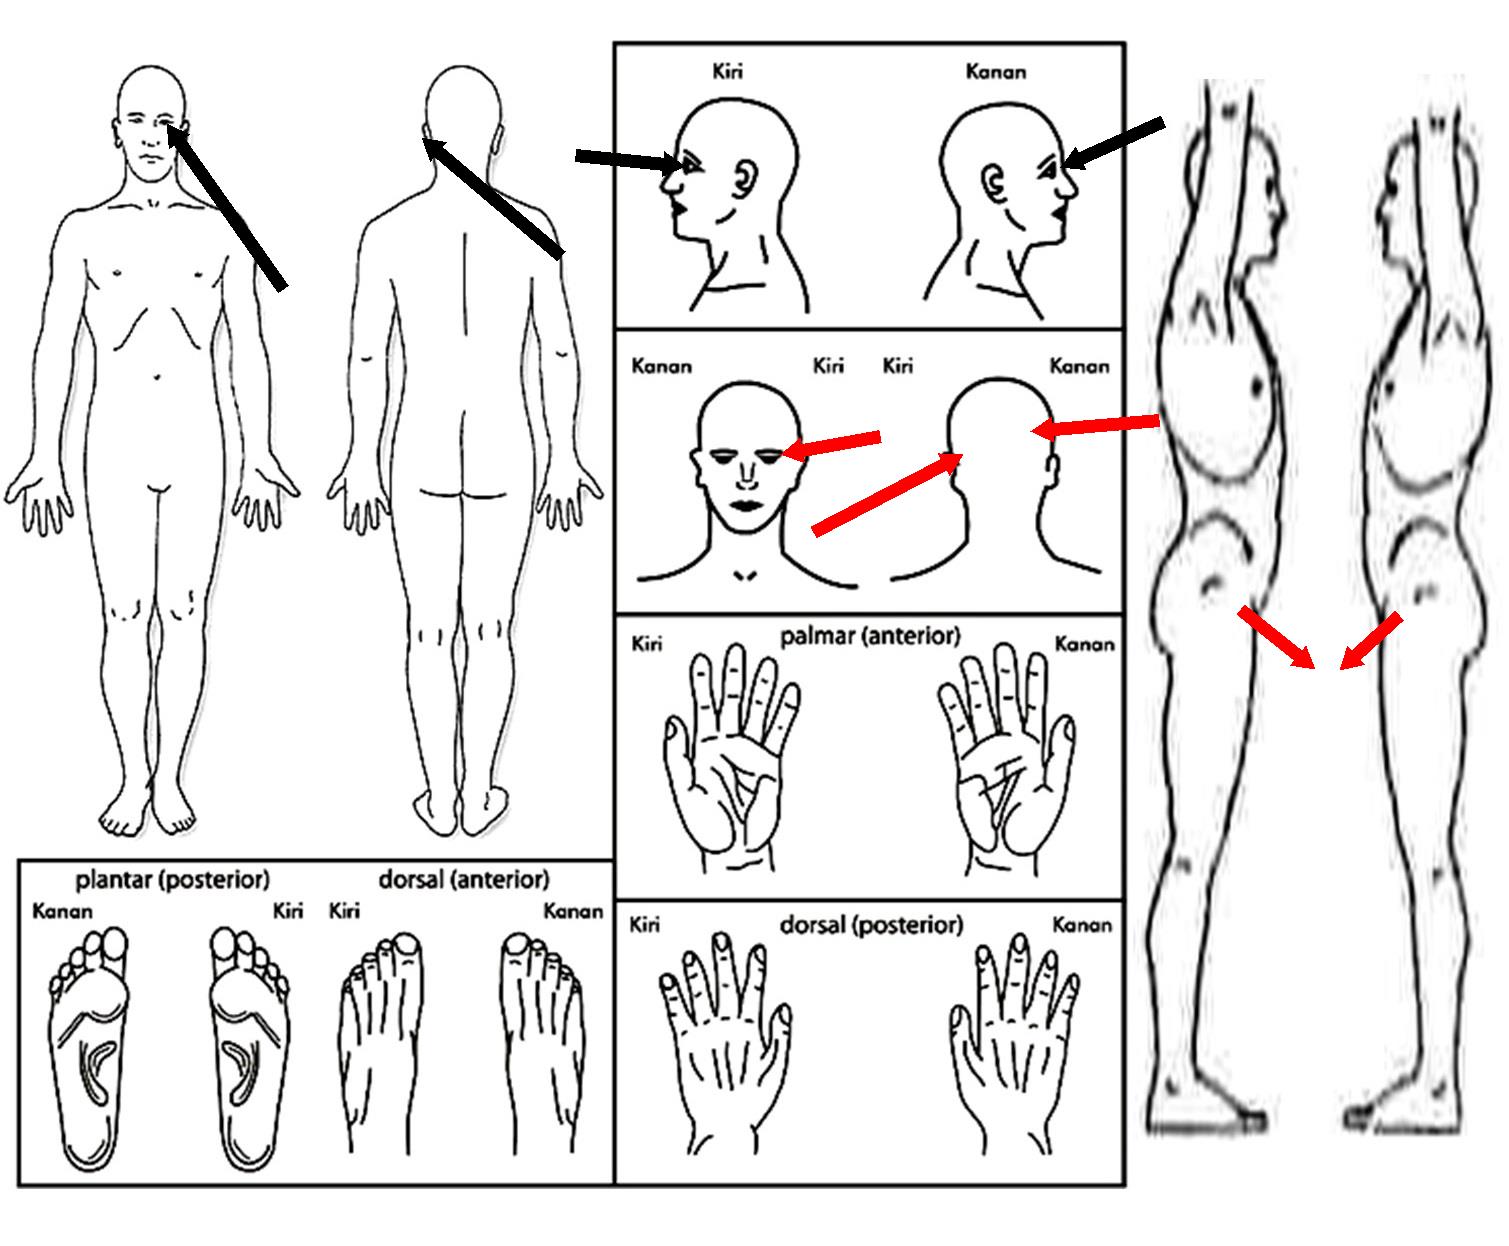 Kiri Kanan
Kanan Kiri Kiri Kanan
palmar (anterior)
Kiri Kanan
plantar (posterior) dorsal (anterior)
Kanan Kiri Kiri Kanan
dorsal (posterior)
Kiri Kanan